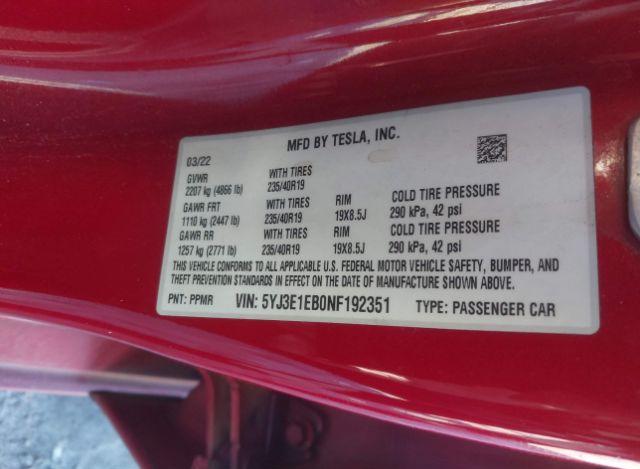 MFD BY TESLA, INC.
03/22
GVWR WITH TIRES
2207 kg (4866 lb) 235/40R19
GAWR FRT WITH TIRES RIM COLD TIRE PRESSURE
1110 kg (2447 lb) 235/40R19 19X8.5J 290 kPa, 42 psi
GAWR RR WITH TIRES RIM COLD TIRE PRESSURE
1257 kg (2771 lb) 235/40R19 19X8.5J 290 kPa, 42 psi
THIS VEHICLE CONFORMS TO ALL APPLICABLE U.S. FEDERAL MOTOR VEHICLE SAFETY, BUMPER, AND
THEFT PREVENTION STANDARDS IN EFFECT ON THE DATE OF MANUFACTURE SHOWN ABOVE.
PNT: PPMR VIN: 5YJ3E1EB0NF192351 TYPE: PASSENGER CAR